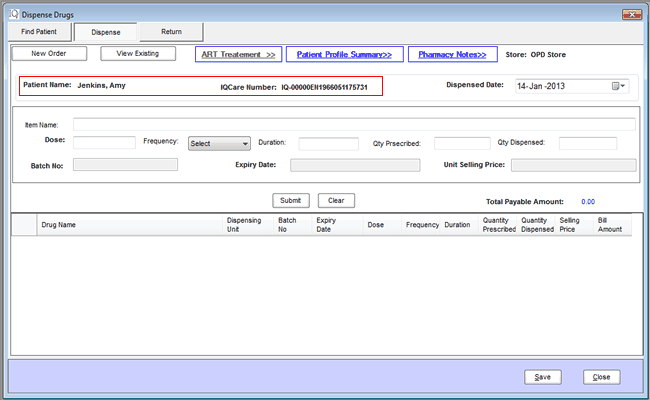 Dispense Drugs
Find Patient Dispense Return
New Order View Existing ART Treatement >> Patient Profile Summary>> Pharmacy Notes>> Store: OPD Store
Patient Name: Jenkins, Amy IQCare Number: IQ-00000EII1966051175731 Dispensed Date: 14-Jan -2013
Item Name:
Dose: Frequency: Select Duration: Qty Prsecribed: Qty Dispensed:
Batch No: Expiry Date: Unit Selling Price:
Submit Clear Total Payable Amount: 0.00
Drug Name Dispensing Unit Batch No Expiry Date Dose Frequency Duration Quantity Prescribed Quantity Dispensed Selling Price Bill Amount
Save Close